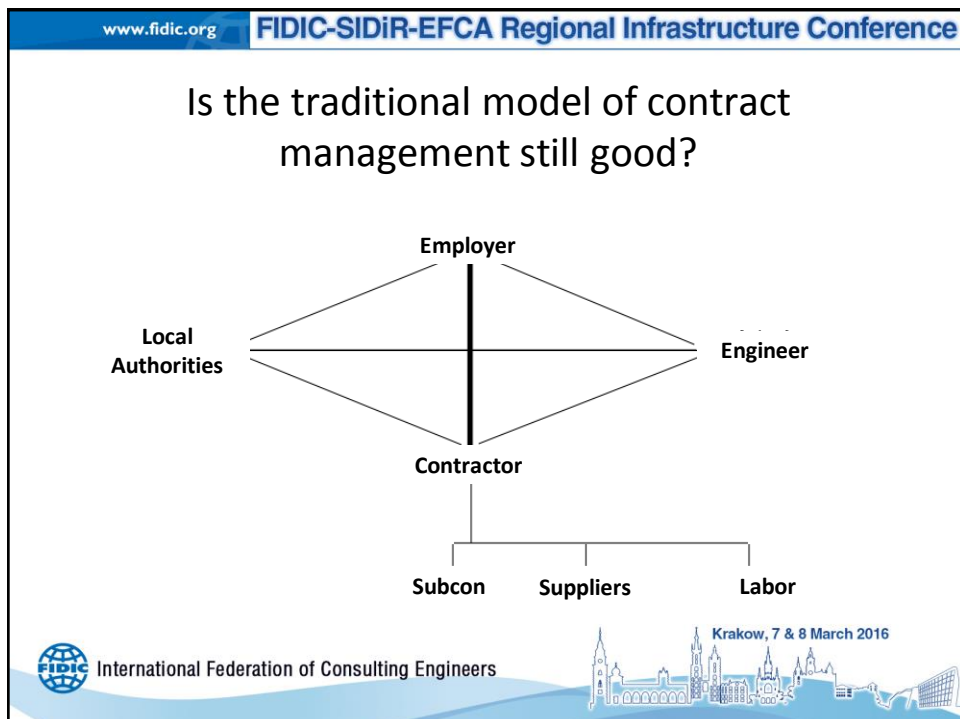 www.fidic.org
FIDIC-SIDiR-EFCA Regional Infrastructure Conference
Is the traditional model of contract
management still good?
Employer
Local
Authorities
Engineer
Contractor
Subcon
Suppliers
Labor
Krakow, 7 & 8 March 2016
FIDIC
International Federation of Consulting Engineers